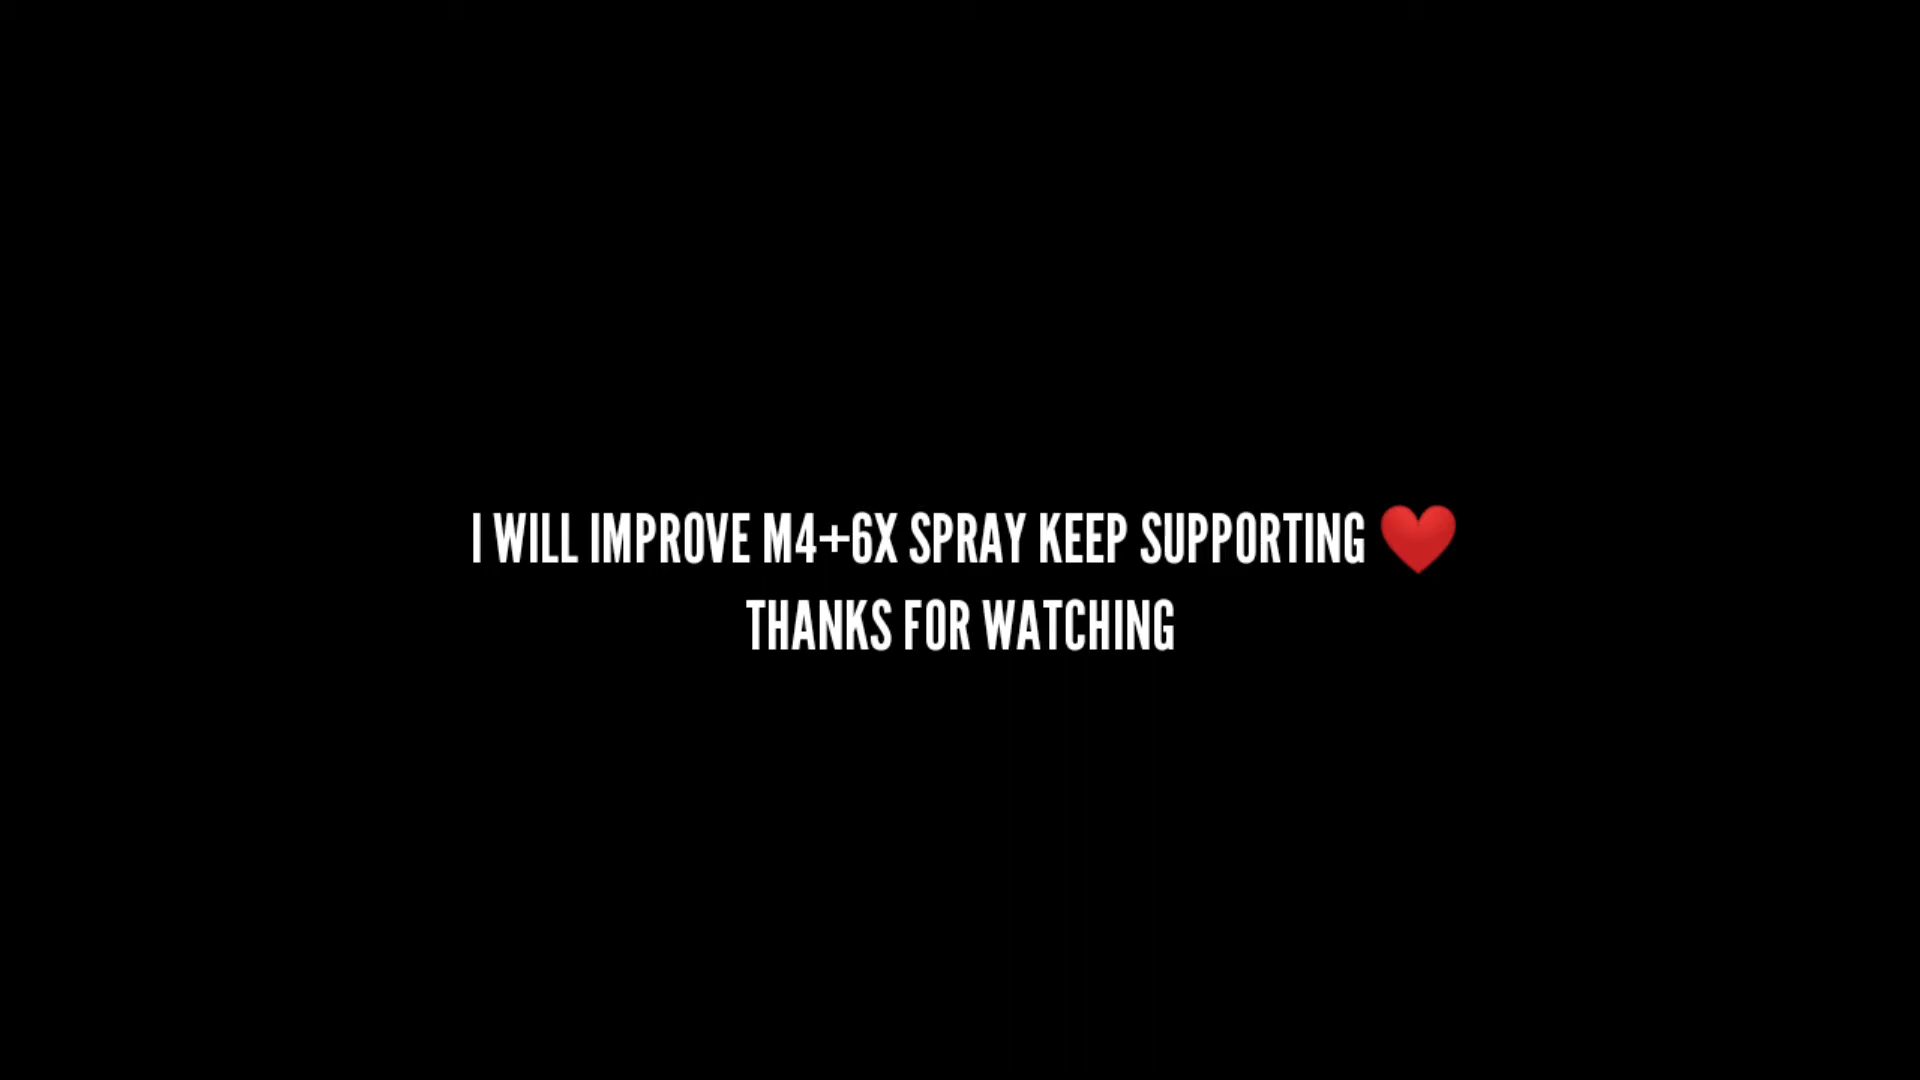 I WILL IMPROVE M4+6X SPRAY KEEP SUPPORTING ❤️
THANKS FOR WATCHING